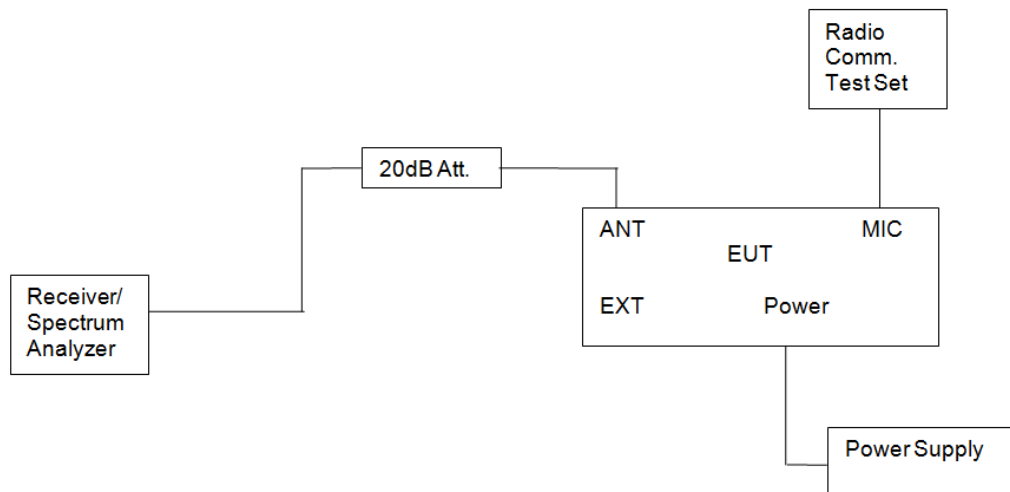 Radio
Comm.
Test Set
20dB Att.
ANT
MIC
EUT
Receiver/
Spectrum
Analyzer
EXT
Power
Power Supply